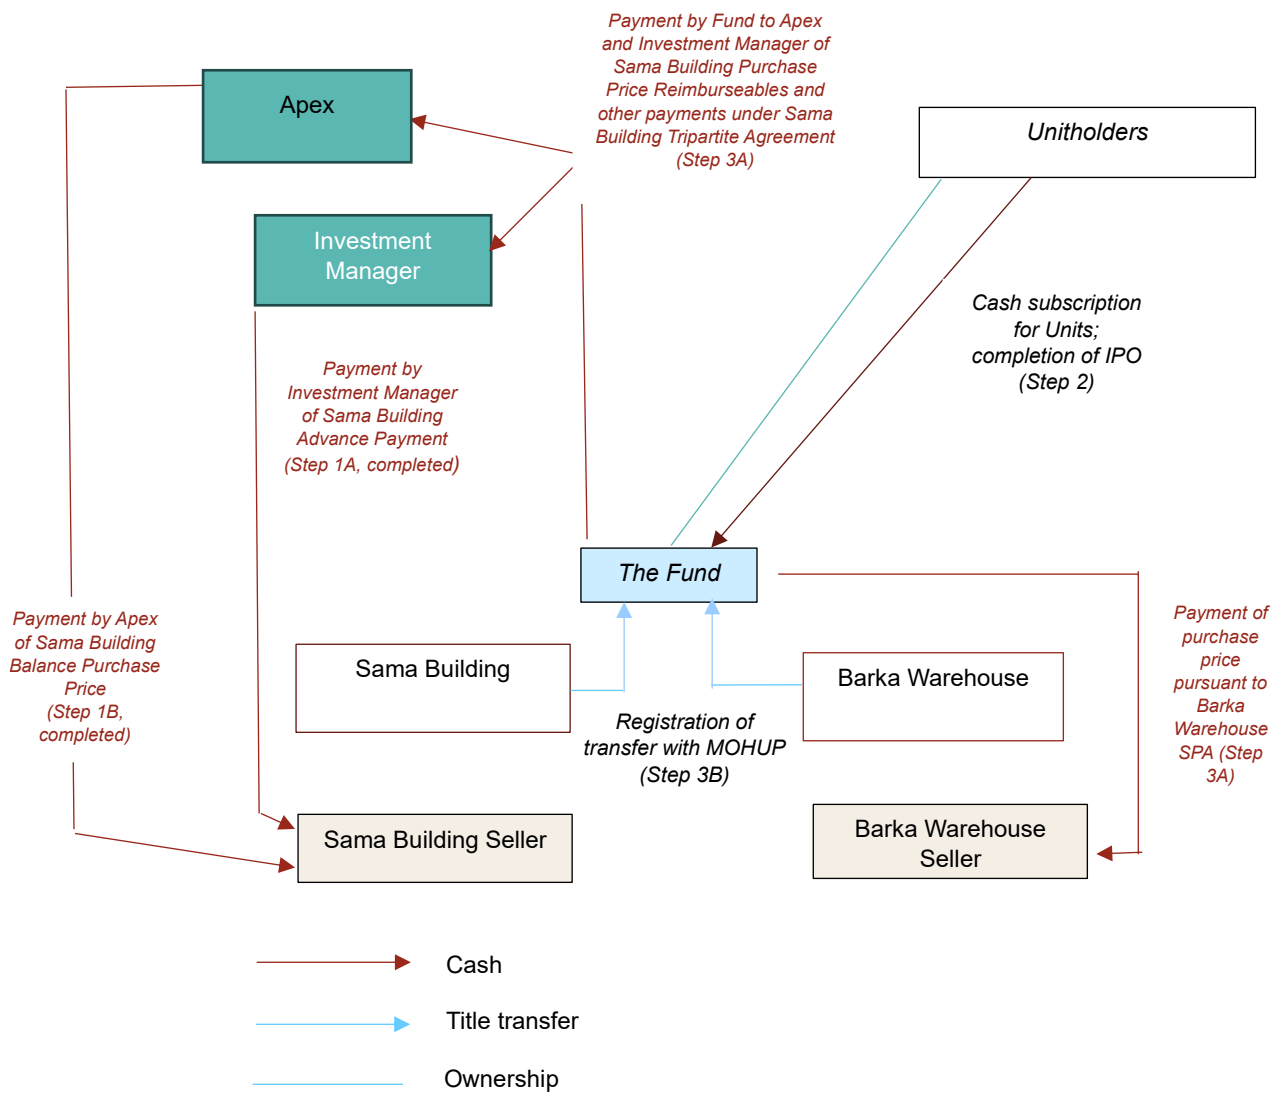 Payment by Fund to Apex
and Investment Manager of
Sama Building Purchase
Price Reimburseables and
other payments under Sama
Building Tripartite Agreement
(Step 3A)
Apex
Unitholders
Investment
Manager
Cash subscription
for Units;
completion of IPO
(Step 2)
Payment by
Investment Manager
of Sama Building
Advance Payment
(Step 1A, completed)
The Fund
Payment by Apex
of Sama Building
Balance Purchase
Price
(Step 1B,
completed)
Sama Building
Barka Warehouse
Payment of
purchase
price
pursuant to
Barka
Warehouse
SPA (Step
3A)
Registration of
transfer with MOHUP
(Step 3B)
Sama Building Seller
Barka Warehouse
Seller
Cash
Title transfer
Ownership